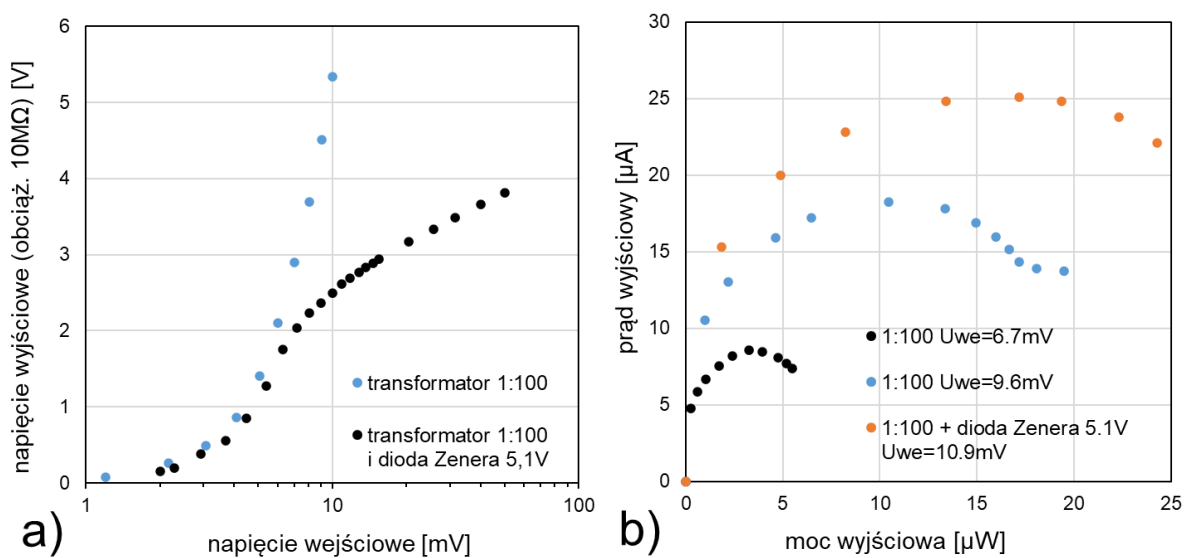 napięcie wyjściowe (obciąż. 10MΩ) [V]
6
5
4
3
2
1
0
transformator 1:100
transformator 1:100
i dioda Zenera 5,1V
1
10
100
napięcie wejściowe [mV]
a)
prąd wyjściowy [µA]
30
25
20
15
10
5
0
1:100 Uwe=6.7mV
1:100 Uwe=9.6mV
1:100 + dioda Zenera 5.1V
Uwe=10.9mV
0
5
10
15
20
25
moc wyjściowa [µW]
b)